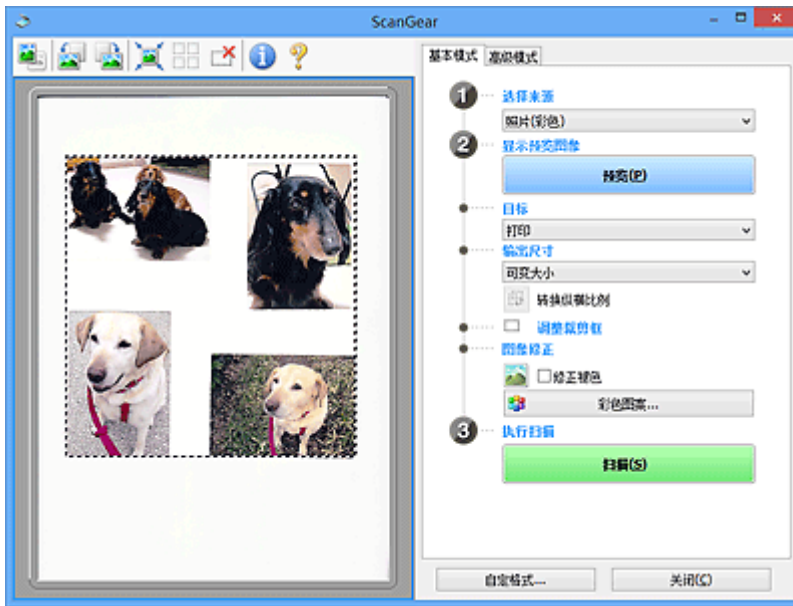 ScanGear
基本模式 高级模式
1 选择来源
照片(彩色)
2 显示预览图像
预览(P)
目标
打印
输出尺寸
可变大小
转换纵横比例
调整裁剪框
图像修正
修正褪色
彩色图案...
3 执行扫描
扫描(S)
自定格式... 关闭(C)